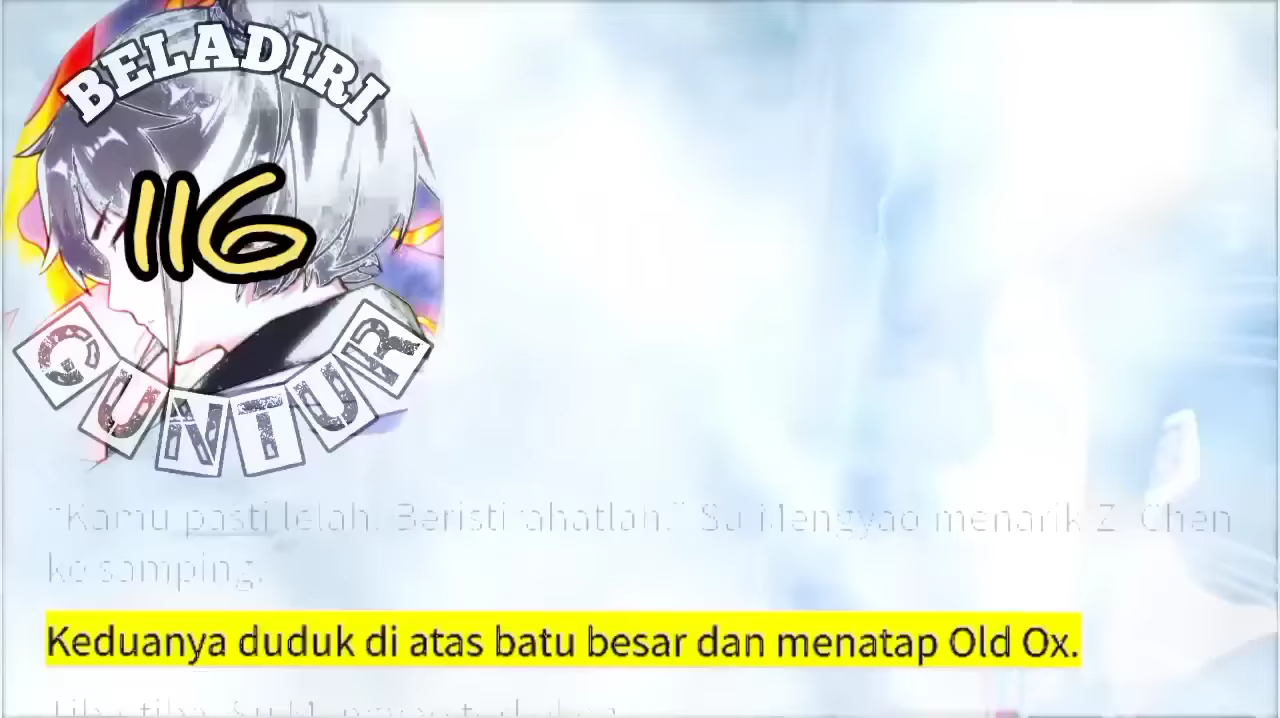 BELADIRI
116
GUNTUR
"Kamu pasti lelah. Beristirahatlah." Su Mengyao menarik Zi Chen
ke samping.
Keduanya duduk di atas batu besar dan menatap Old Ox.